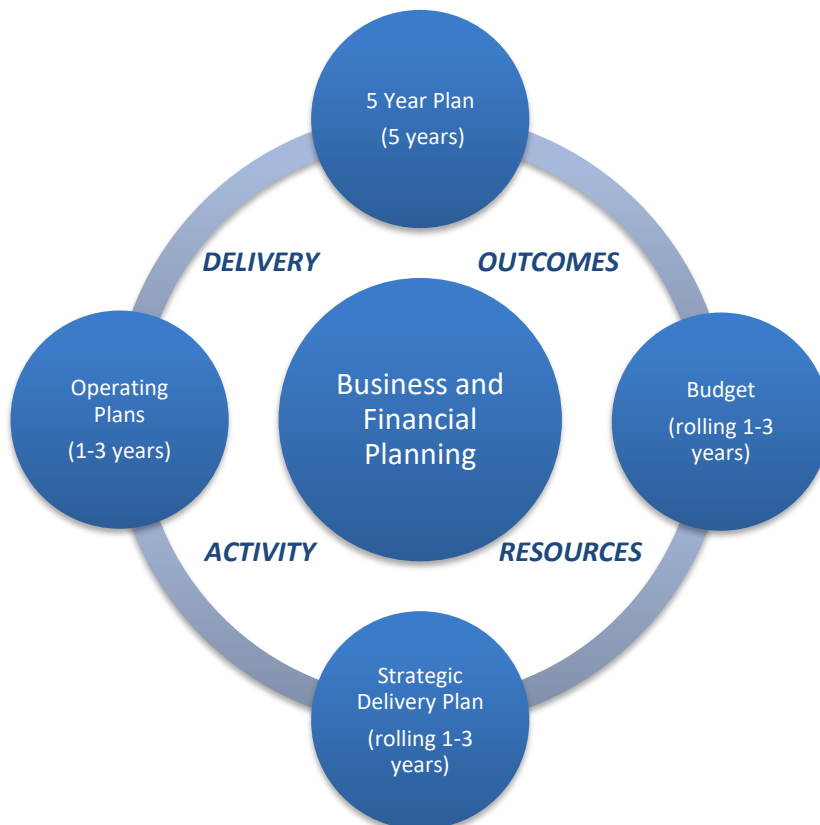 5 Year Plan
(5 years)
DELIVERY
OUTCOMES
Operating
Plans
(1-3 years)
Business and
Financial
Planning
Budget
(rolling 1-3
years)
ACTIVITY
RESOURCES
Strategic
Delivery Plan
(rolling 1-3
years)